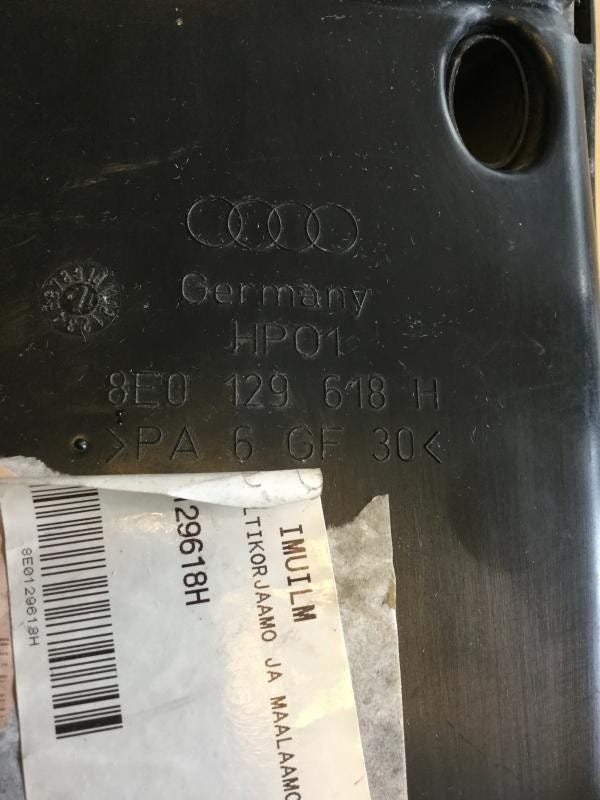 Germany
HP01
8E0 129 618 H
>PA 6 GF 30<
IMUILM
LTIKORJAAMO JA MAALAAMO
129618H
8E0129618H